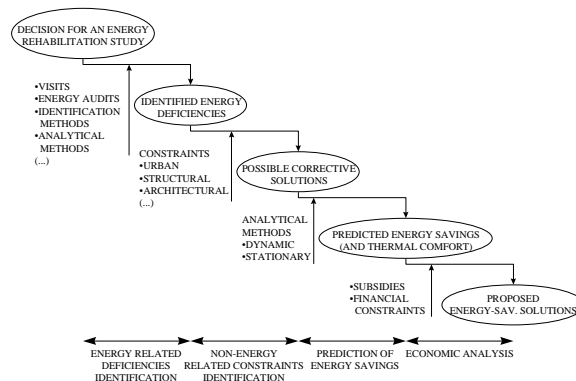 DECISION FOR AN ENERGY
REHABILITATION STUDY
•VISITS
•ENERGY AUDITS
•IDENTIFICATION
METHODS
•ANALYTICAL
METHODS
(...)
IDENTIFIED ENERGY
DEFICIENCIES
CONSTRAINTS
•URBAN
•STRUCTURAL
•ARCHITECTURAL
(...)
POSSIBLE CORRECTIVE
SOLUTIONS
ANALYTICAL
METHODS
•DYNAMIC
•STATIONARY
PREDICTED ENERGY SAVINGS
(AND THERMAL COMFORT)
•SUBSIDIES
•FINANCIAL
CONSTRAINTS
PROPOSED
ENERGY-SAV. SOLUTIONS
ENERGY RELATED
DEFICIENCIES
IDENTIFICATION
NON-ENERGY
RELATED CONSTRAINTS
IDENTIFICATION
PREDICTION OF
ENERGY SAVINGS
ECONOMIC ANALYSIS